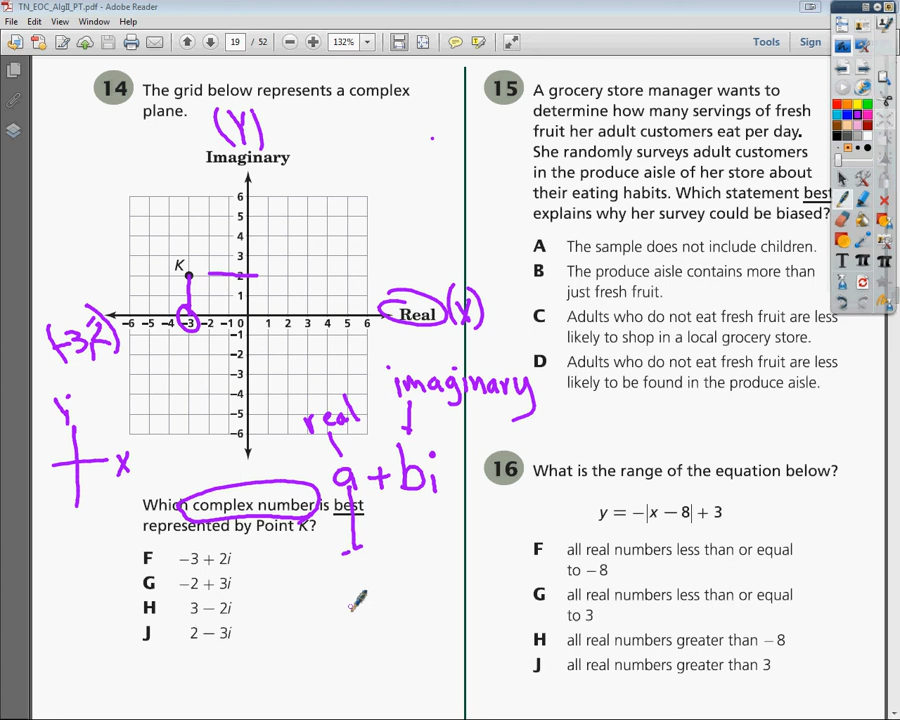 TN_EOC_AlgII_PT.pdf - Adobe Reader
File Edit View Window Help
19 / 52 132% Tools Sign
14 The grid below represents a complex
plane.
(Y)
Imaginary
6
5
4
K 3
2
1
-6 -5 -4 -3 -2 -1 0 1 2 3 4 5 6 Real (X)
-1
-2
-3
-4
-5
-6
(-3,2)
Y
X
real imaginary
a + bi
Which complex number is best
represented by Point K?
F −3 + 2i
G −2 + 3i
H 3 − 2i
J 2 − 3i
15 A grocery store manager wants to
determine how many servings of fresh
fruit her adult customers eat per day.
She randomly surveys adult customers
in the produce aisle of her store about
their eating habits. Which statement best
explains why her survey could be biased?
A The sample does not include children.
B The produce aisle contains more than
just fresh fruit.
C Adults who do not eat fresh fruit are less
likely to shop in a local grocery store.
D Adults who do not eat fresh fruit are less
likely to be found in the produce aisle.
16 What is the range of the equation below?
y = −|x − 8| + 3
F all real numbers less than or equal
to −8
G all real numbers less than or equal
to 3
H all real numbers greater than −8
J all real numbers greater than 3